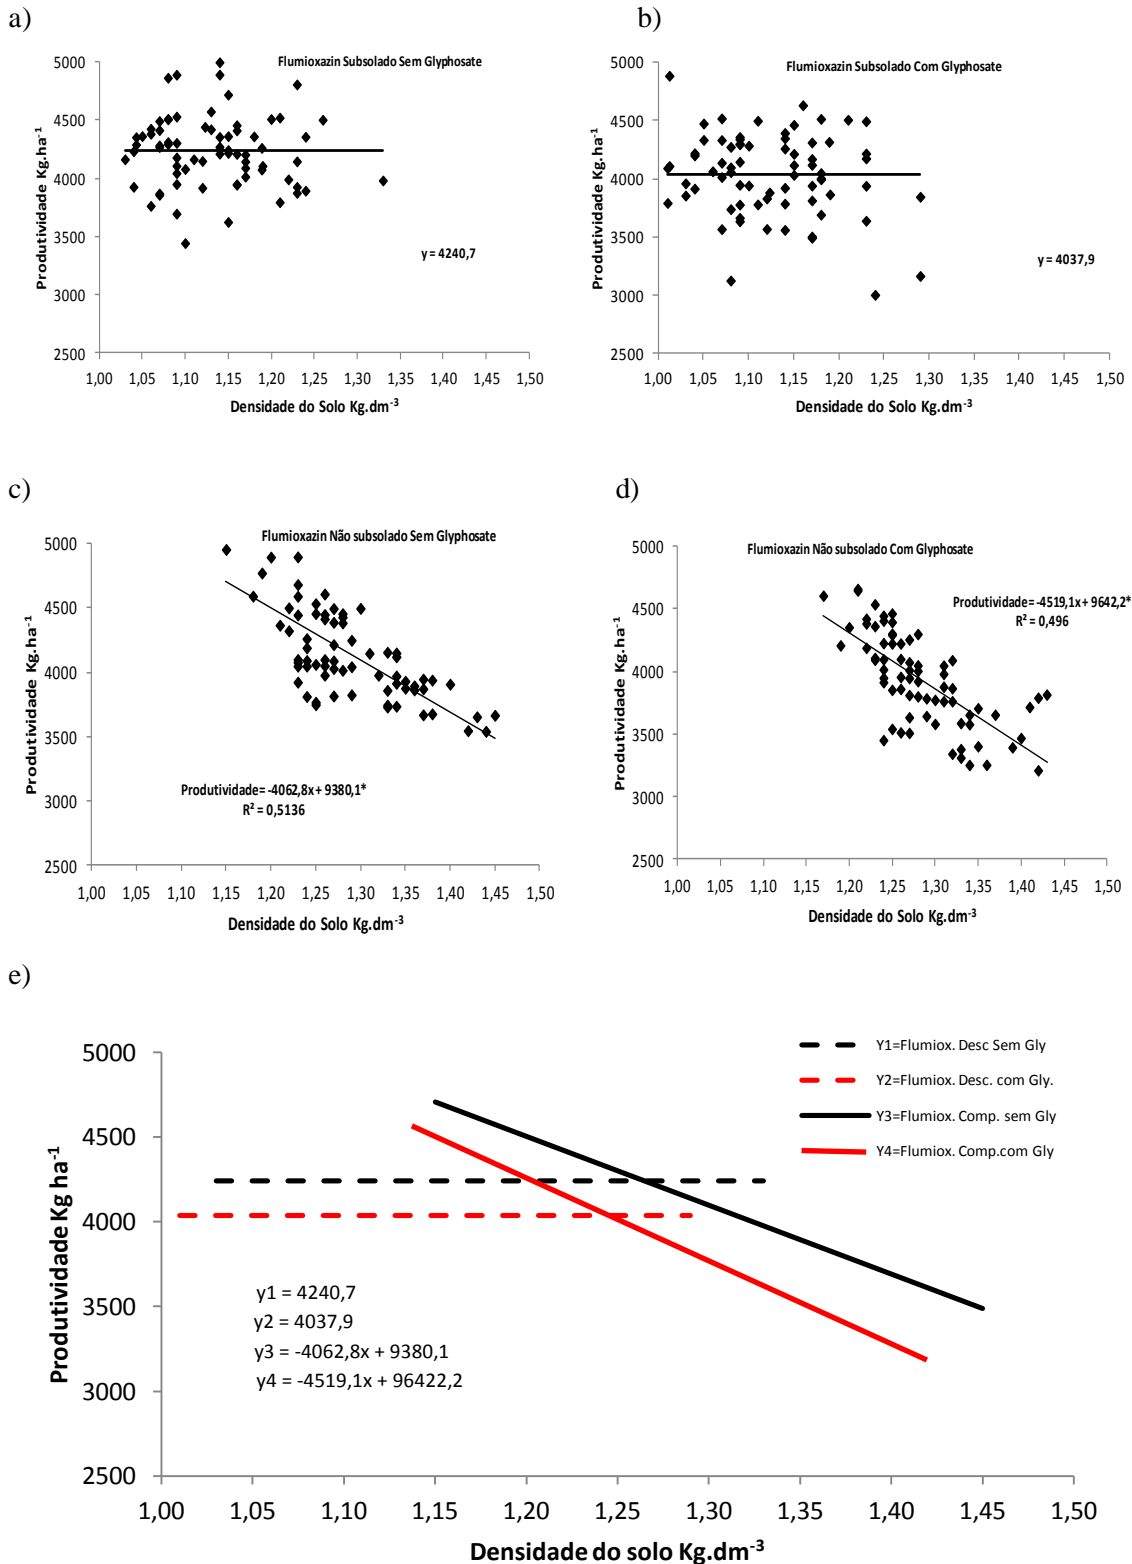 a)
Flumioxazin Subsolado Sem Glyphosate
Produtividade Kg.ha-1
5000
4500
4000
3500
3000
2500
y = 4240,7
1,00 1,05 1,10 1,15 1,20 1,25 1,30 1,35 1,40 1,45 1,50
Densidade do Solo Kg.dm-3
b)
Flumioxazin Subsolado Com Glyphosate
Produtividade Kg.ha-1
5000
4500
4000
3500
3000
2500
y = 4037,9
1,00 1,05 1,10 1,15 1,20 1,25 1,30 1,35 1,40 1,45 1,50
Densidade do Solo Kg.dm-3
c)
Flumioxazin Não subsolado Sem Glyphosate
Produtividade Kg.ha-1
5000
4500
4000
3500
3000
2500
Produtividade= -4062,8x + 9380,1*
R² = 0,5136
1,00 1,05 1,10 1,15 1,20 1,25 1,30 1,35 1,40 1,45 1,50
Densidade do Solo Kg.dm-3
d)
Flumioxazin Não subsolado Com Glyphosate
Produtividade Kg.ha-1
5000
4500
4000
3500
3000
2500
Produtividade= -4519,1x + 9642,2*
R² = 0,496
1,00 1,05 1,10 1,15 1,20 1,25 1,30 1,35 1,40 1,45 1,50
Densidade do Solo Kg.dm-3
e)
Produtividade Kg ha-1
5000
4500
4000
3500
3000
2500
Y1=Flumiox. Desc Sem Gly
Y2=Flumiox. Desc. com Gly.
Y3=Flumiox. Comp. sem Gly
Y4=Flumiox. Comp.com Gly
y1 = 4240,7
y2 = 4037,9
y3 = -4062,8x + 9380,1
y4 = -4519,1x + 96422,2
1,00 1,05 1,10 1,15 1,20 1,25 1,30 1,35 1,40 1,45 1,50
Densidade do solo Kg.dm-3